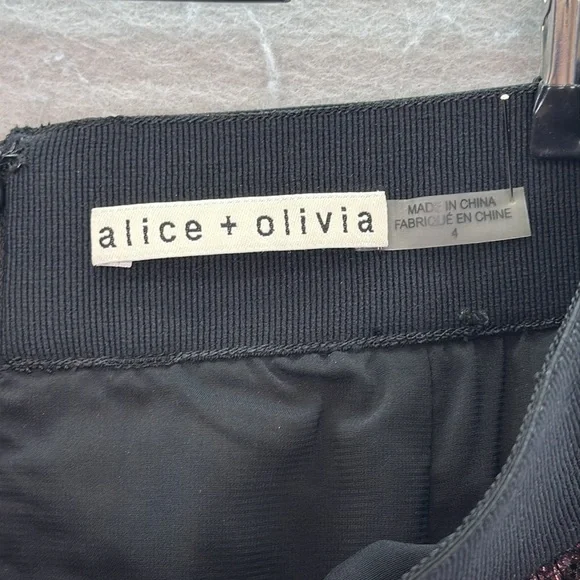 alice + olivia
MADE IN CHINA
FABRIQUÉ EN CHINE
4